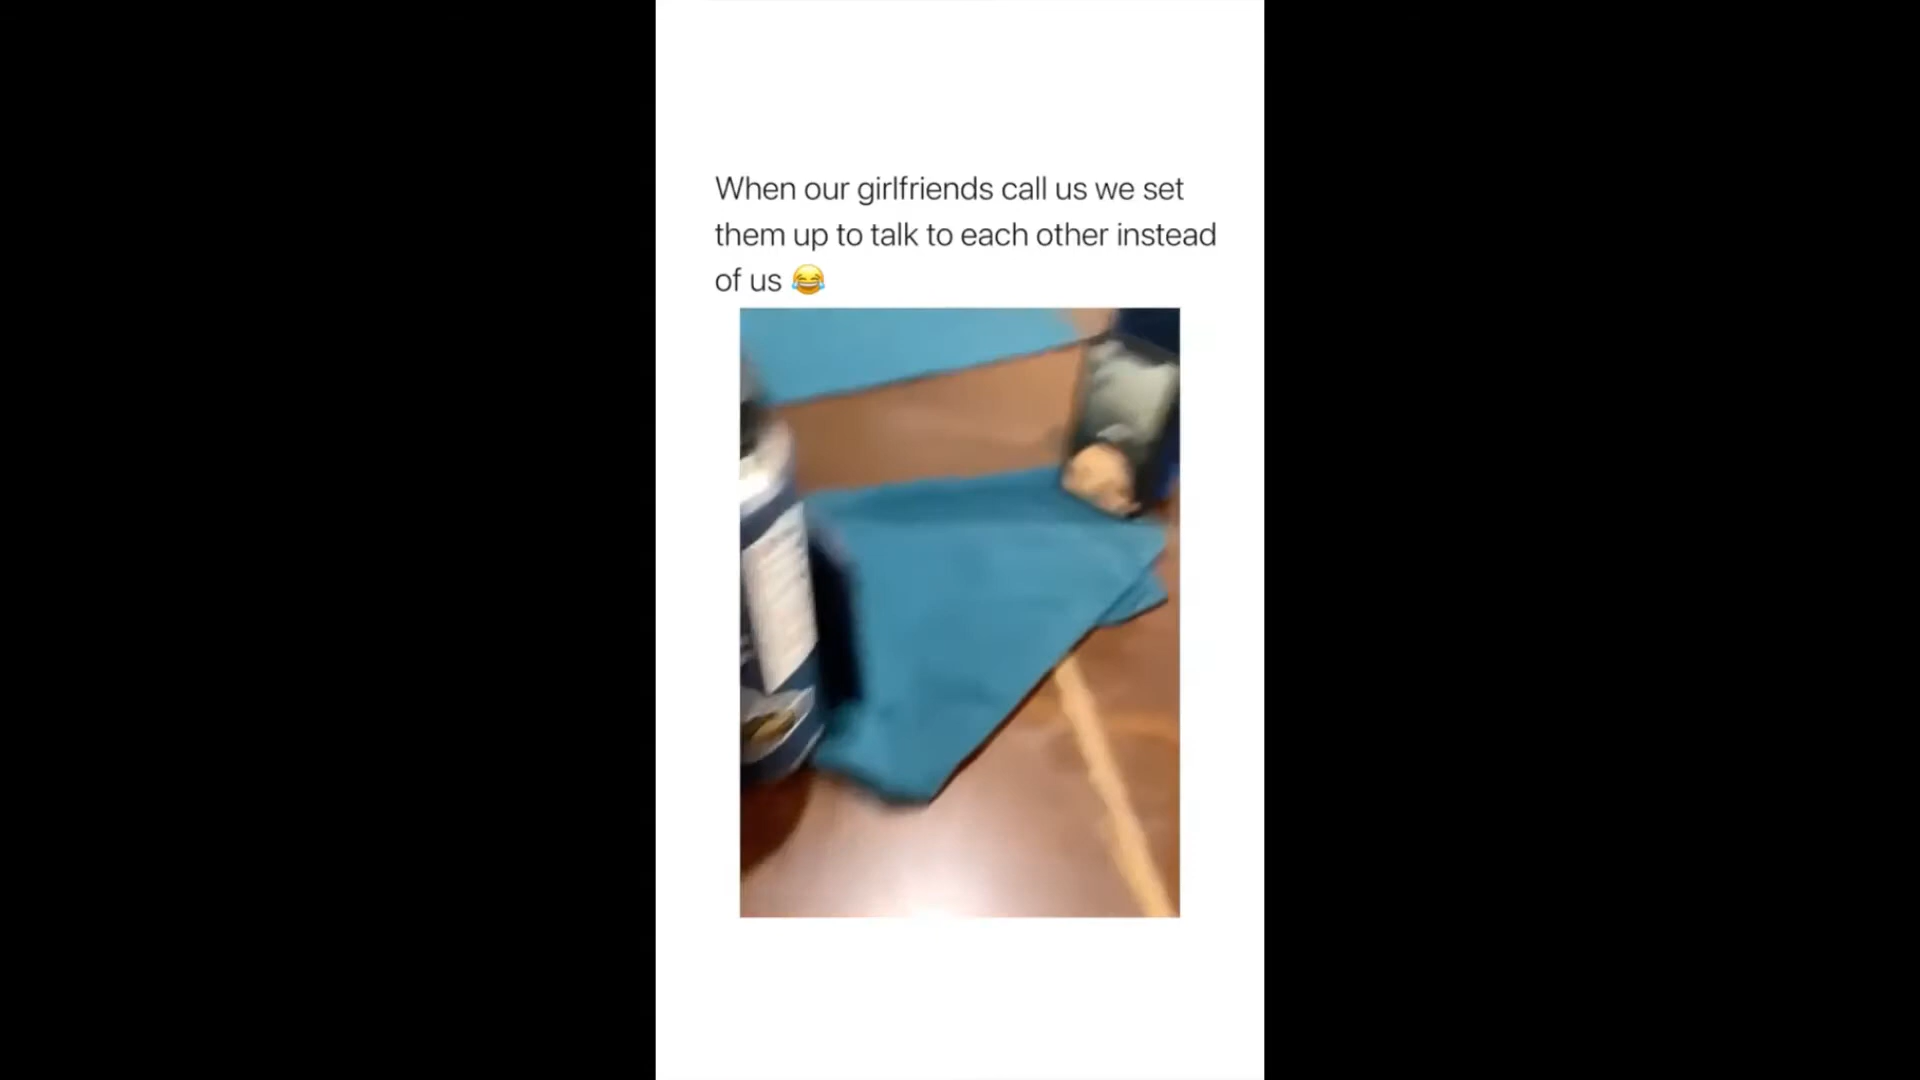 When our girlfriends call us we set
them up to talk to each other instead
of us 😂